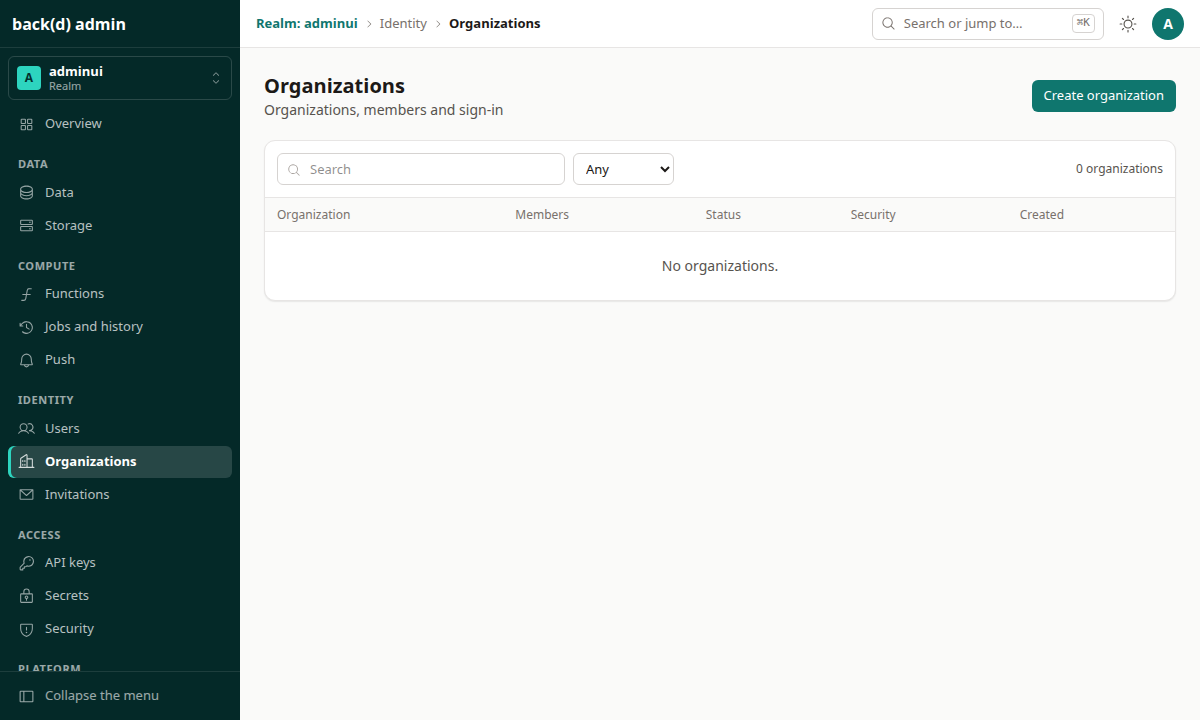 back(d) admin
A
adminui
Realm
Overview
DATA
Data
Storage
COMPUTE
Functions
Jobs and history
Push
IDENTITY
Users
Organizations
Invitations
ACCESS
API keys
Secrets
Security
PLATFORM
Collapse the menu
Realm: adminui > Identity > Organizations
Search or jump to... ⌘K
A
Organizations
Organizations, members and sign-in
Create organization
Search
Any
0 organizations
Organization Members Status Security Created
No organizations.